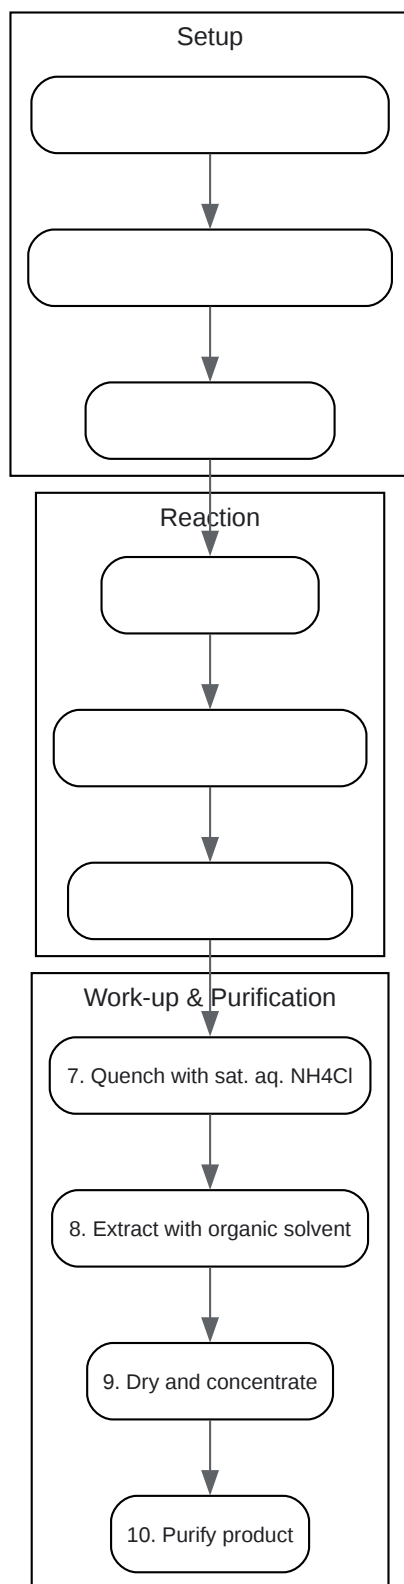 Setup
Reaction
Work-up & Purification
7. Quench with sat. aq. NH4Cl
8. Extract with organic solvent
9. Dry and concentrate
10. Purify product